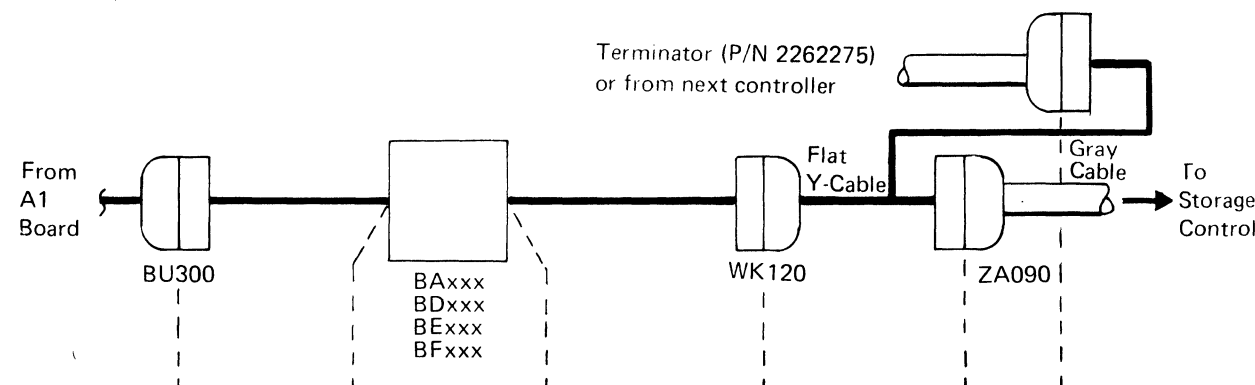 Terminator (P/N 2262275)
or from next controller
From
A1
Board
BU300
BAxxx
BDxxx
BExxx
BFxxx
WK120
Flat
Y-Cable
Gray
Cable
ZA090
To
Storage
Control